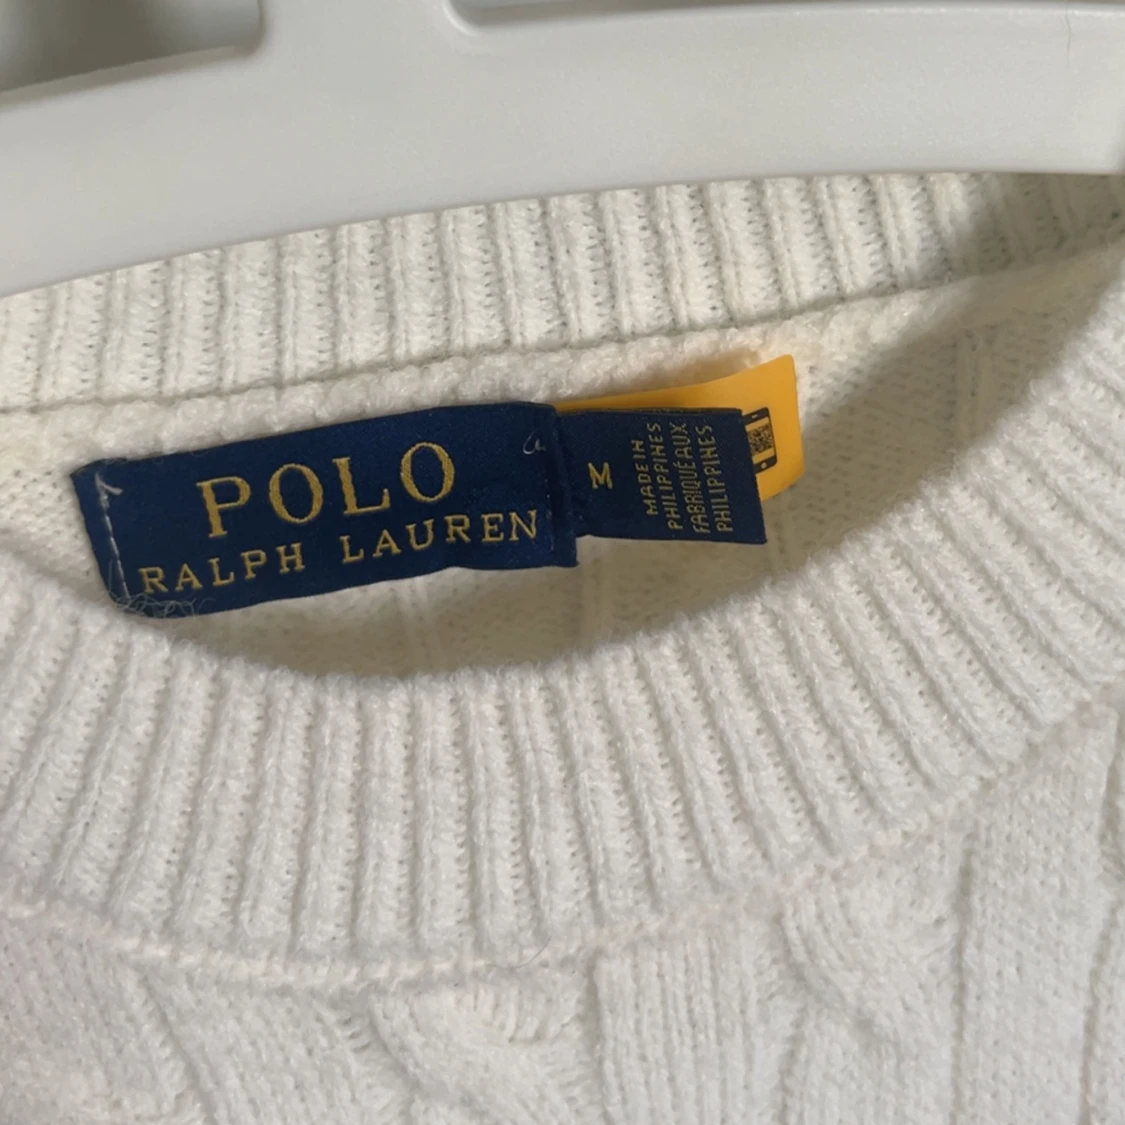 POLO
RALPH LAUREN
M
MADE IN
PHILIPPINES
FABRIQUÉ AUX
PHILIPPINES